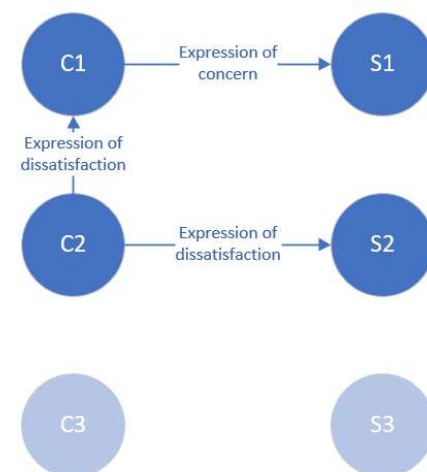 C1
Expression of
concern
S1
Expression of
dissatisfaction
C2
Expression of
dissatisfaction
S2
C3
S3